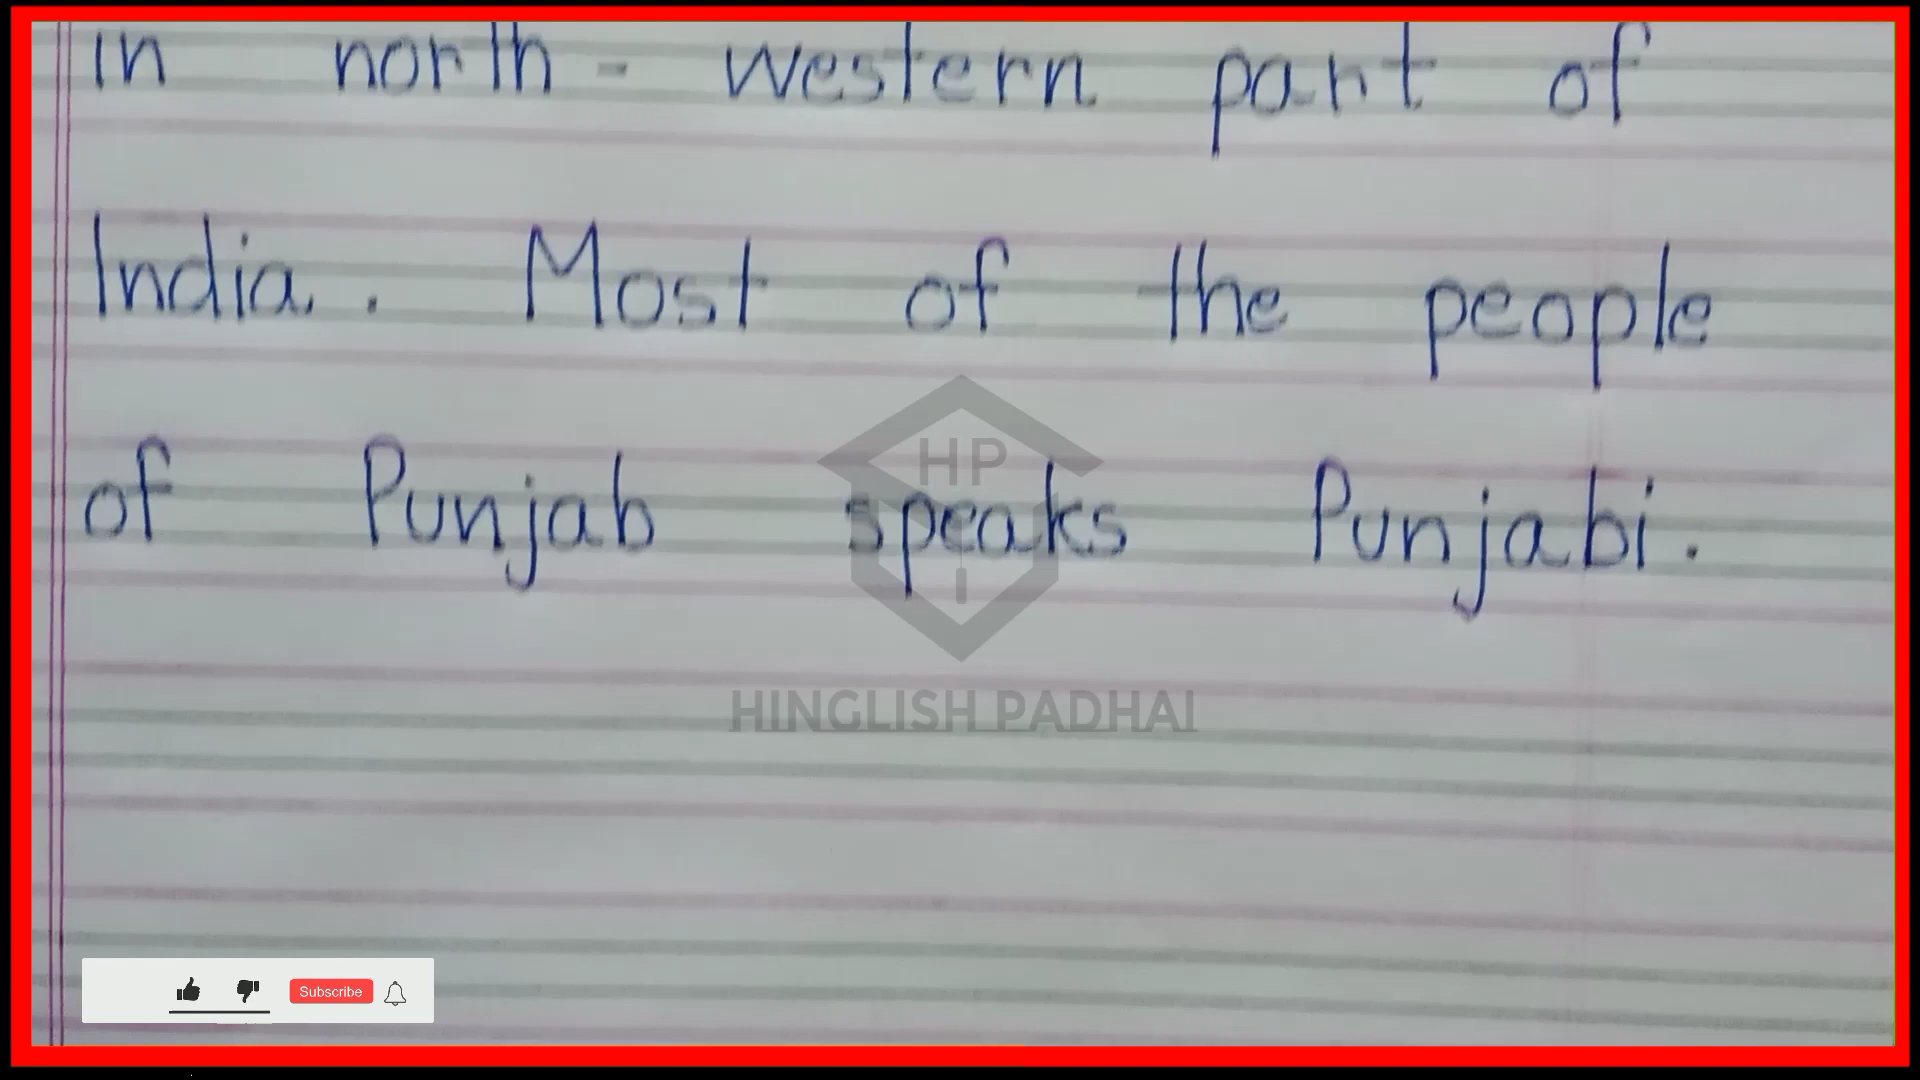 in north - western part of
India. Most of the people
of Punjab speaks Punjabi.
HP
HINGLISH PADHAI
Subscribe